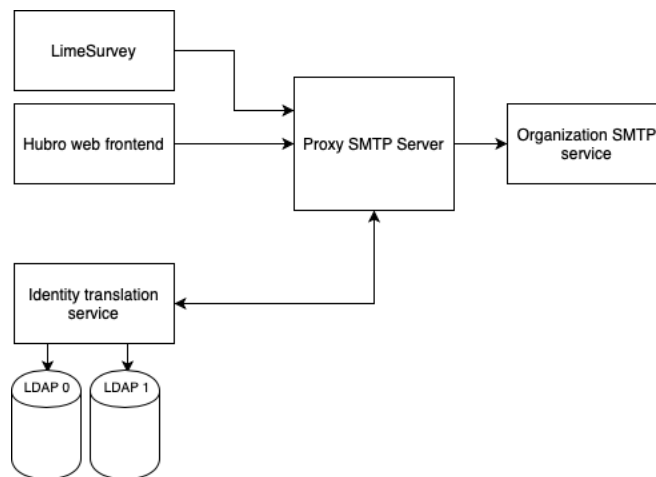 LimeSurvey
Hubro web frontend
Proxy SMTP Server
Organization SMTP
service
Identity translation
service
LDAP 0
LDAP 1